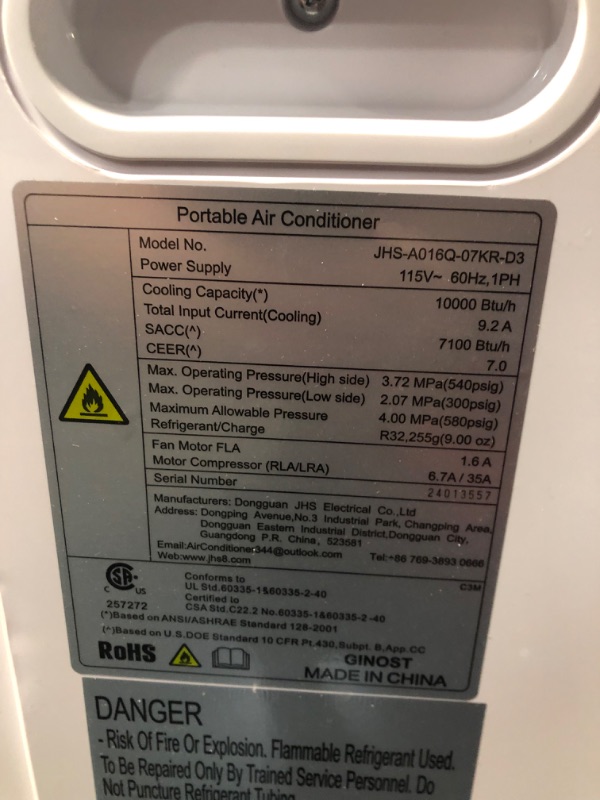 Portable Air Conditioner
Model No. JHS-A016Q-07KR-D3
Power Supply 115V~ 60Hz,1PH
Cooling Capacity(*) 10000 Btu/h
Total Input Current(Cooling) 9.2 A
SACC(^) 7100 Btu/h
CEER(^) 7.0
Max. Operating Pressure(High side) 3.72 MPa(540psig)
Max. Operating Pressure(Low side) 2.07 MPa(300psig)
Maximum Allowable Pressure 4.00 MPa(580psig)
Refrigerant/Charge R32,255g(9.00 oz)
Fan Motor FLA 1.6 A
Motor Compressor (RLA/LRA) 6.7A / 35A
Serial Number 24013557
Manufacturers: Dongguan JHS Electrical Co.,Ltd
Address: Dongping Avenue,No.3 Industrial Park, Changping Area,
Dongguan Eastern Industrial District,Dongguan City,
Guangdong P.R. China, 523581
Email:AirConditioner344@outlook.com Tel:+86 769-3893 0666
Web:www.jhs8.com
C US
257272
Conforms to
UL Std.60335-1&60335-2-40
Certified to
CSA Std.C22.2 No.60335-1&60335-2-40
C3M
(*)Based on ANSI/ASHRAE Standard 128-2001
(^)Based on U.S.DOE Standard 10 CFR Pt.430,Subpt. B,App.CC
RoHS
GINOST
MADE IN CHINA
DANGER
- Risk Of Fire Or Explosion. Flammable Refrigerant Used.
To Be Repaired Only By Trained Service Personnel. Do
Not Puncture Refrigerant Tubing